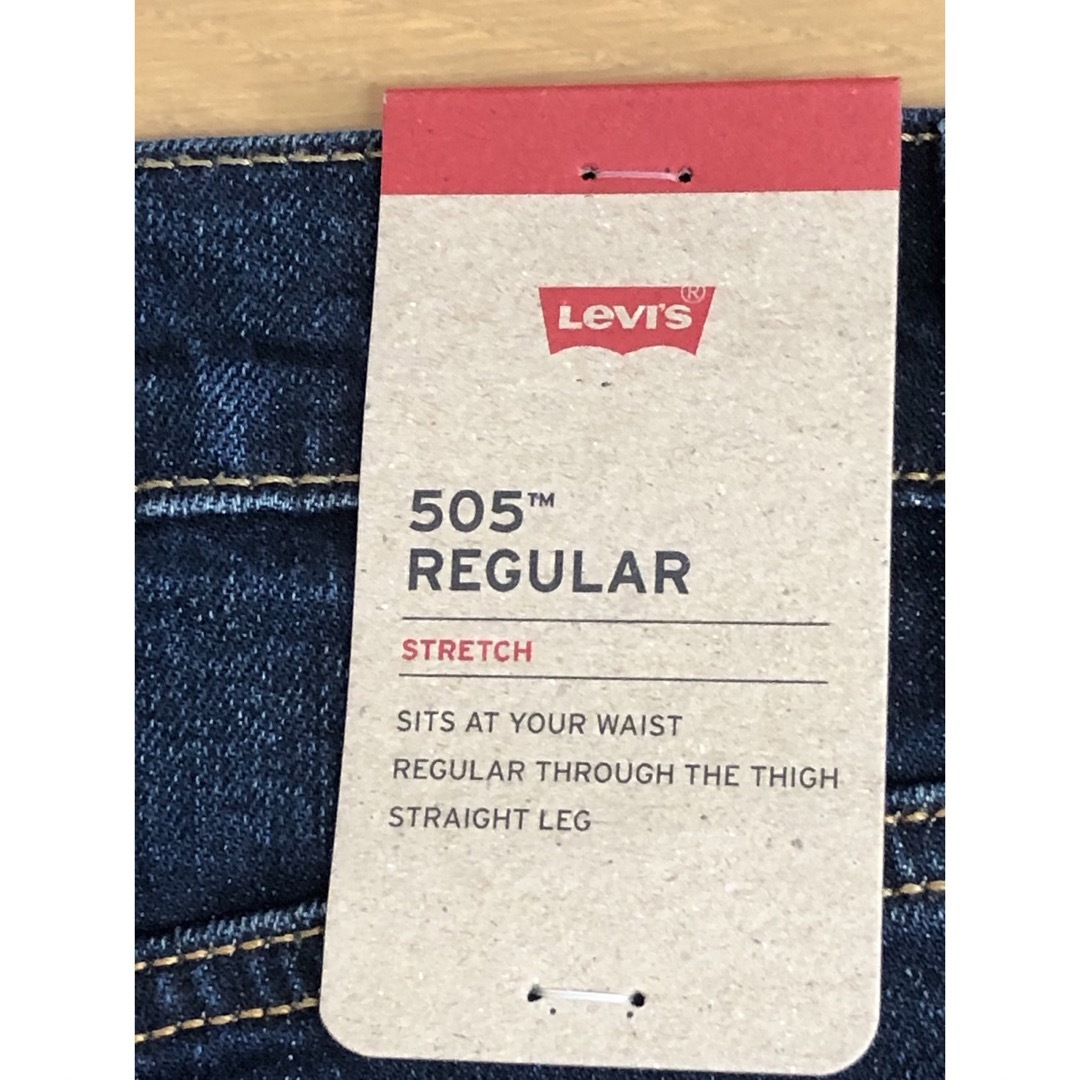 Levi's®
505™
REGULAR
STRETCH
SITS AT YOUR WAIST
REGULAR THROUGH THE THIGH
STRAIGHT LEG